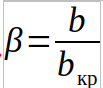 β = b / b_кр